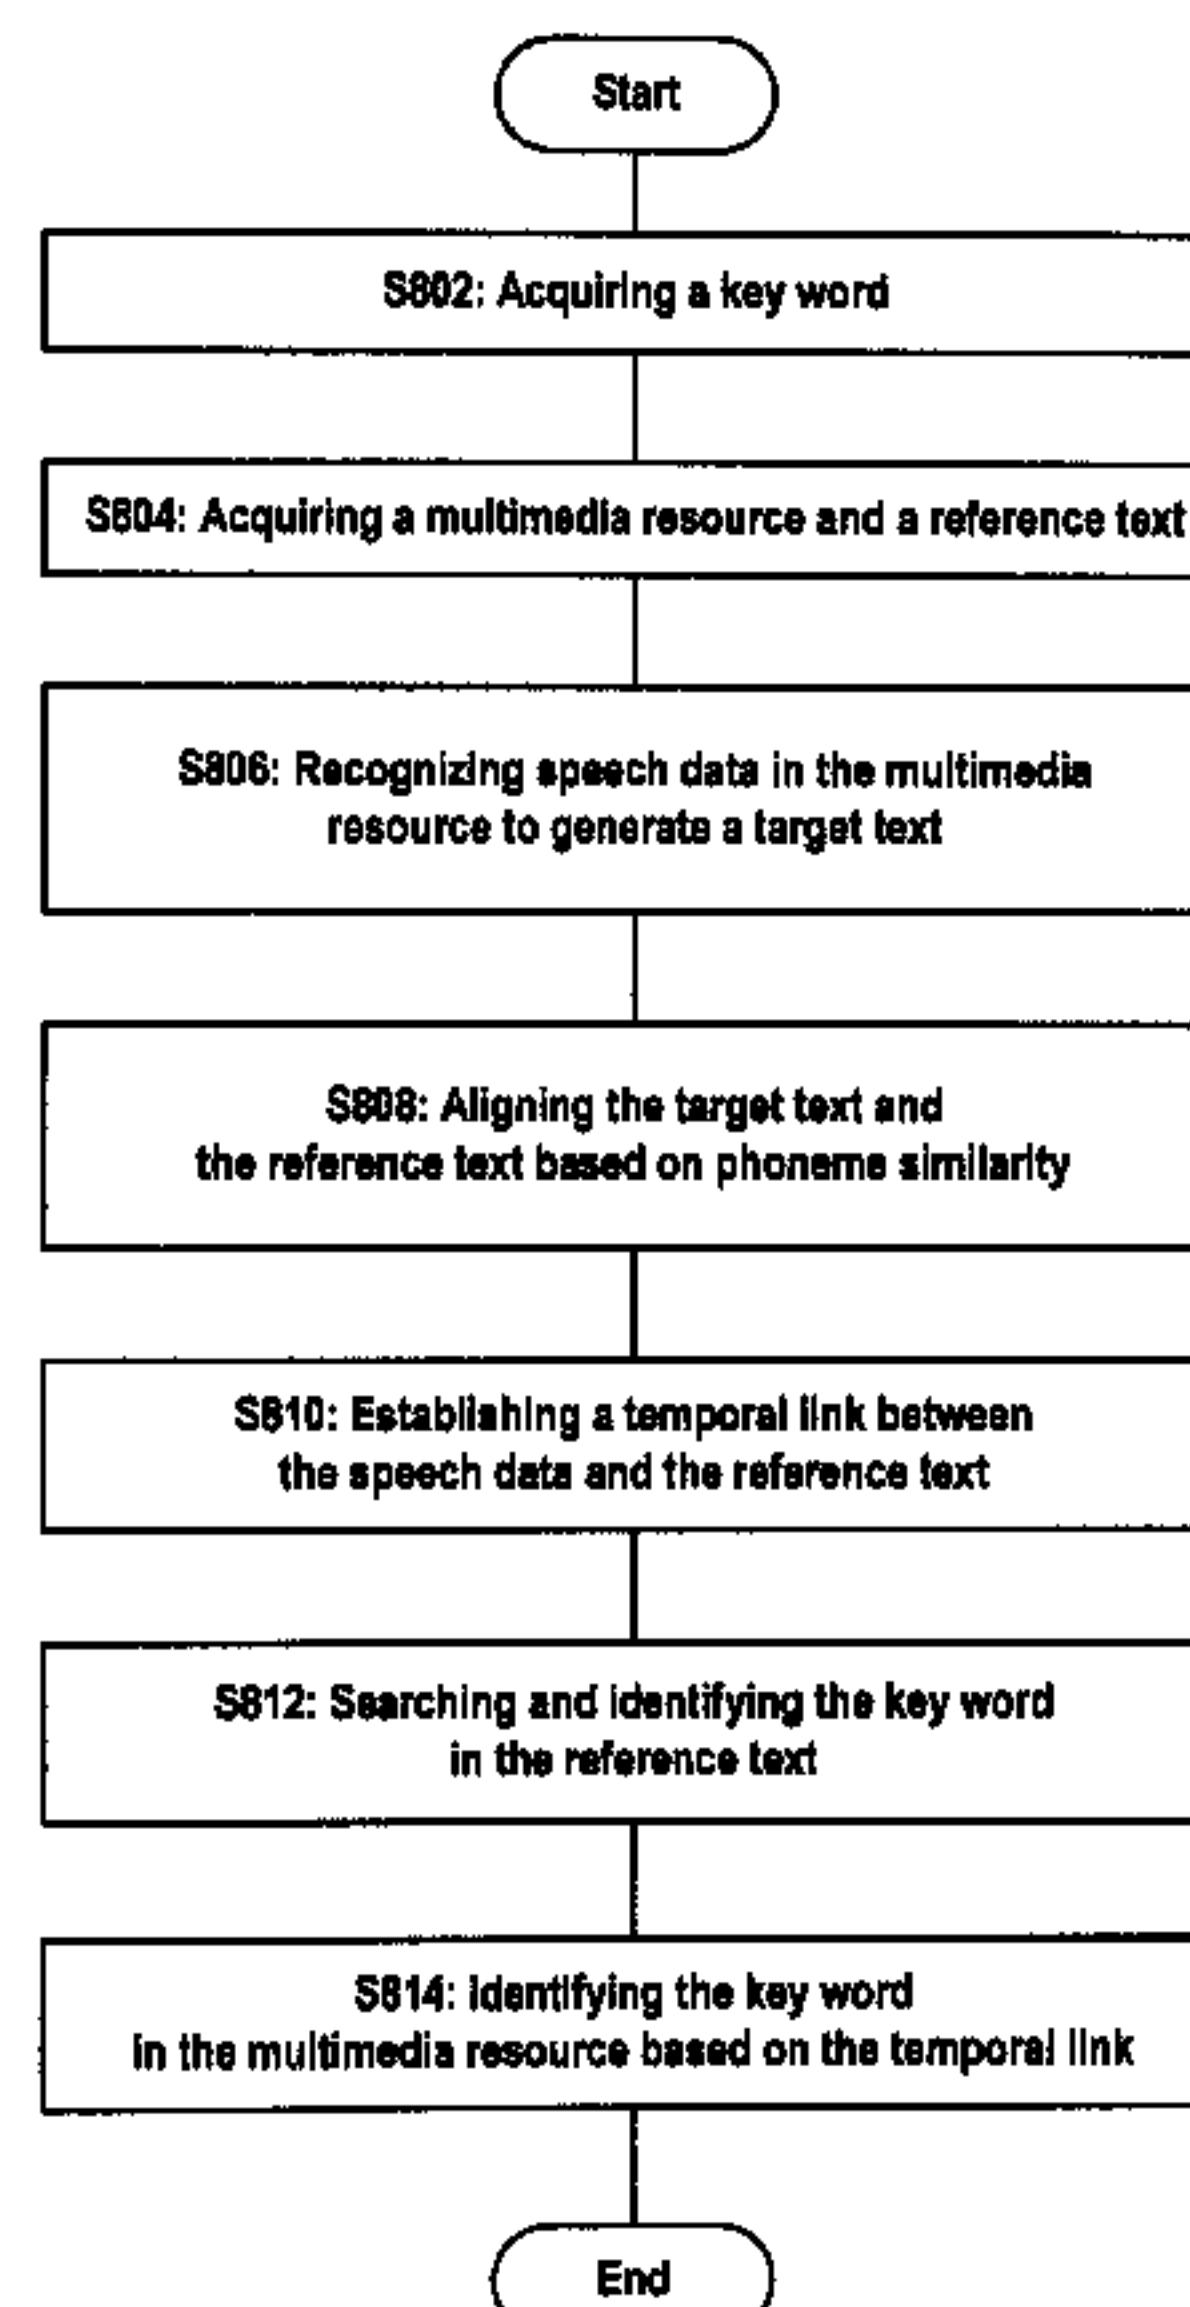 Start
S802: Acquiring a key word
S804: Acquiring a multimedia resource and a reference text
S806: Recognizing speech data in the multimedia
resource to generate a target text
S808: Aligning the target text and
the reference text based on phoneme similarity
S810: Establishing a temporal link between
the speech data and the reference text
S812: Searching and identifying the key word
in the reference text
S814: Identifying the key word
in the multimedia resource based on the temporal link
End